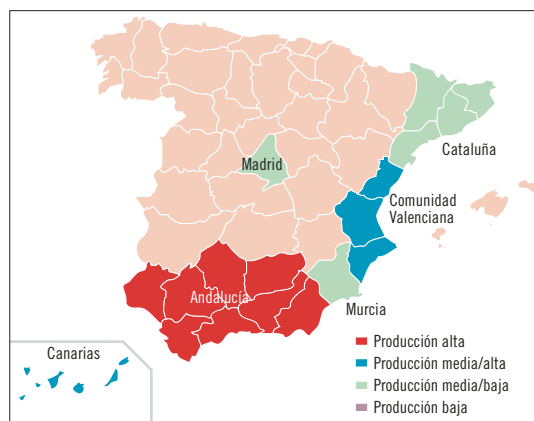 Madrid
Cataluña
Comunidad
Valenciana
Andalucía
Murcia
Canarias
Producción alta
Producción media/alta
Producción media/baja
Producción baja